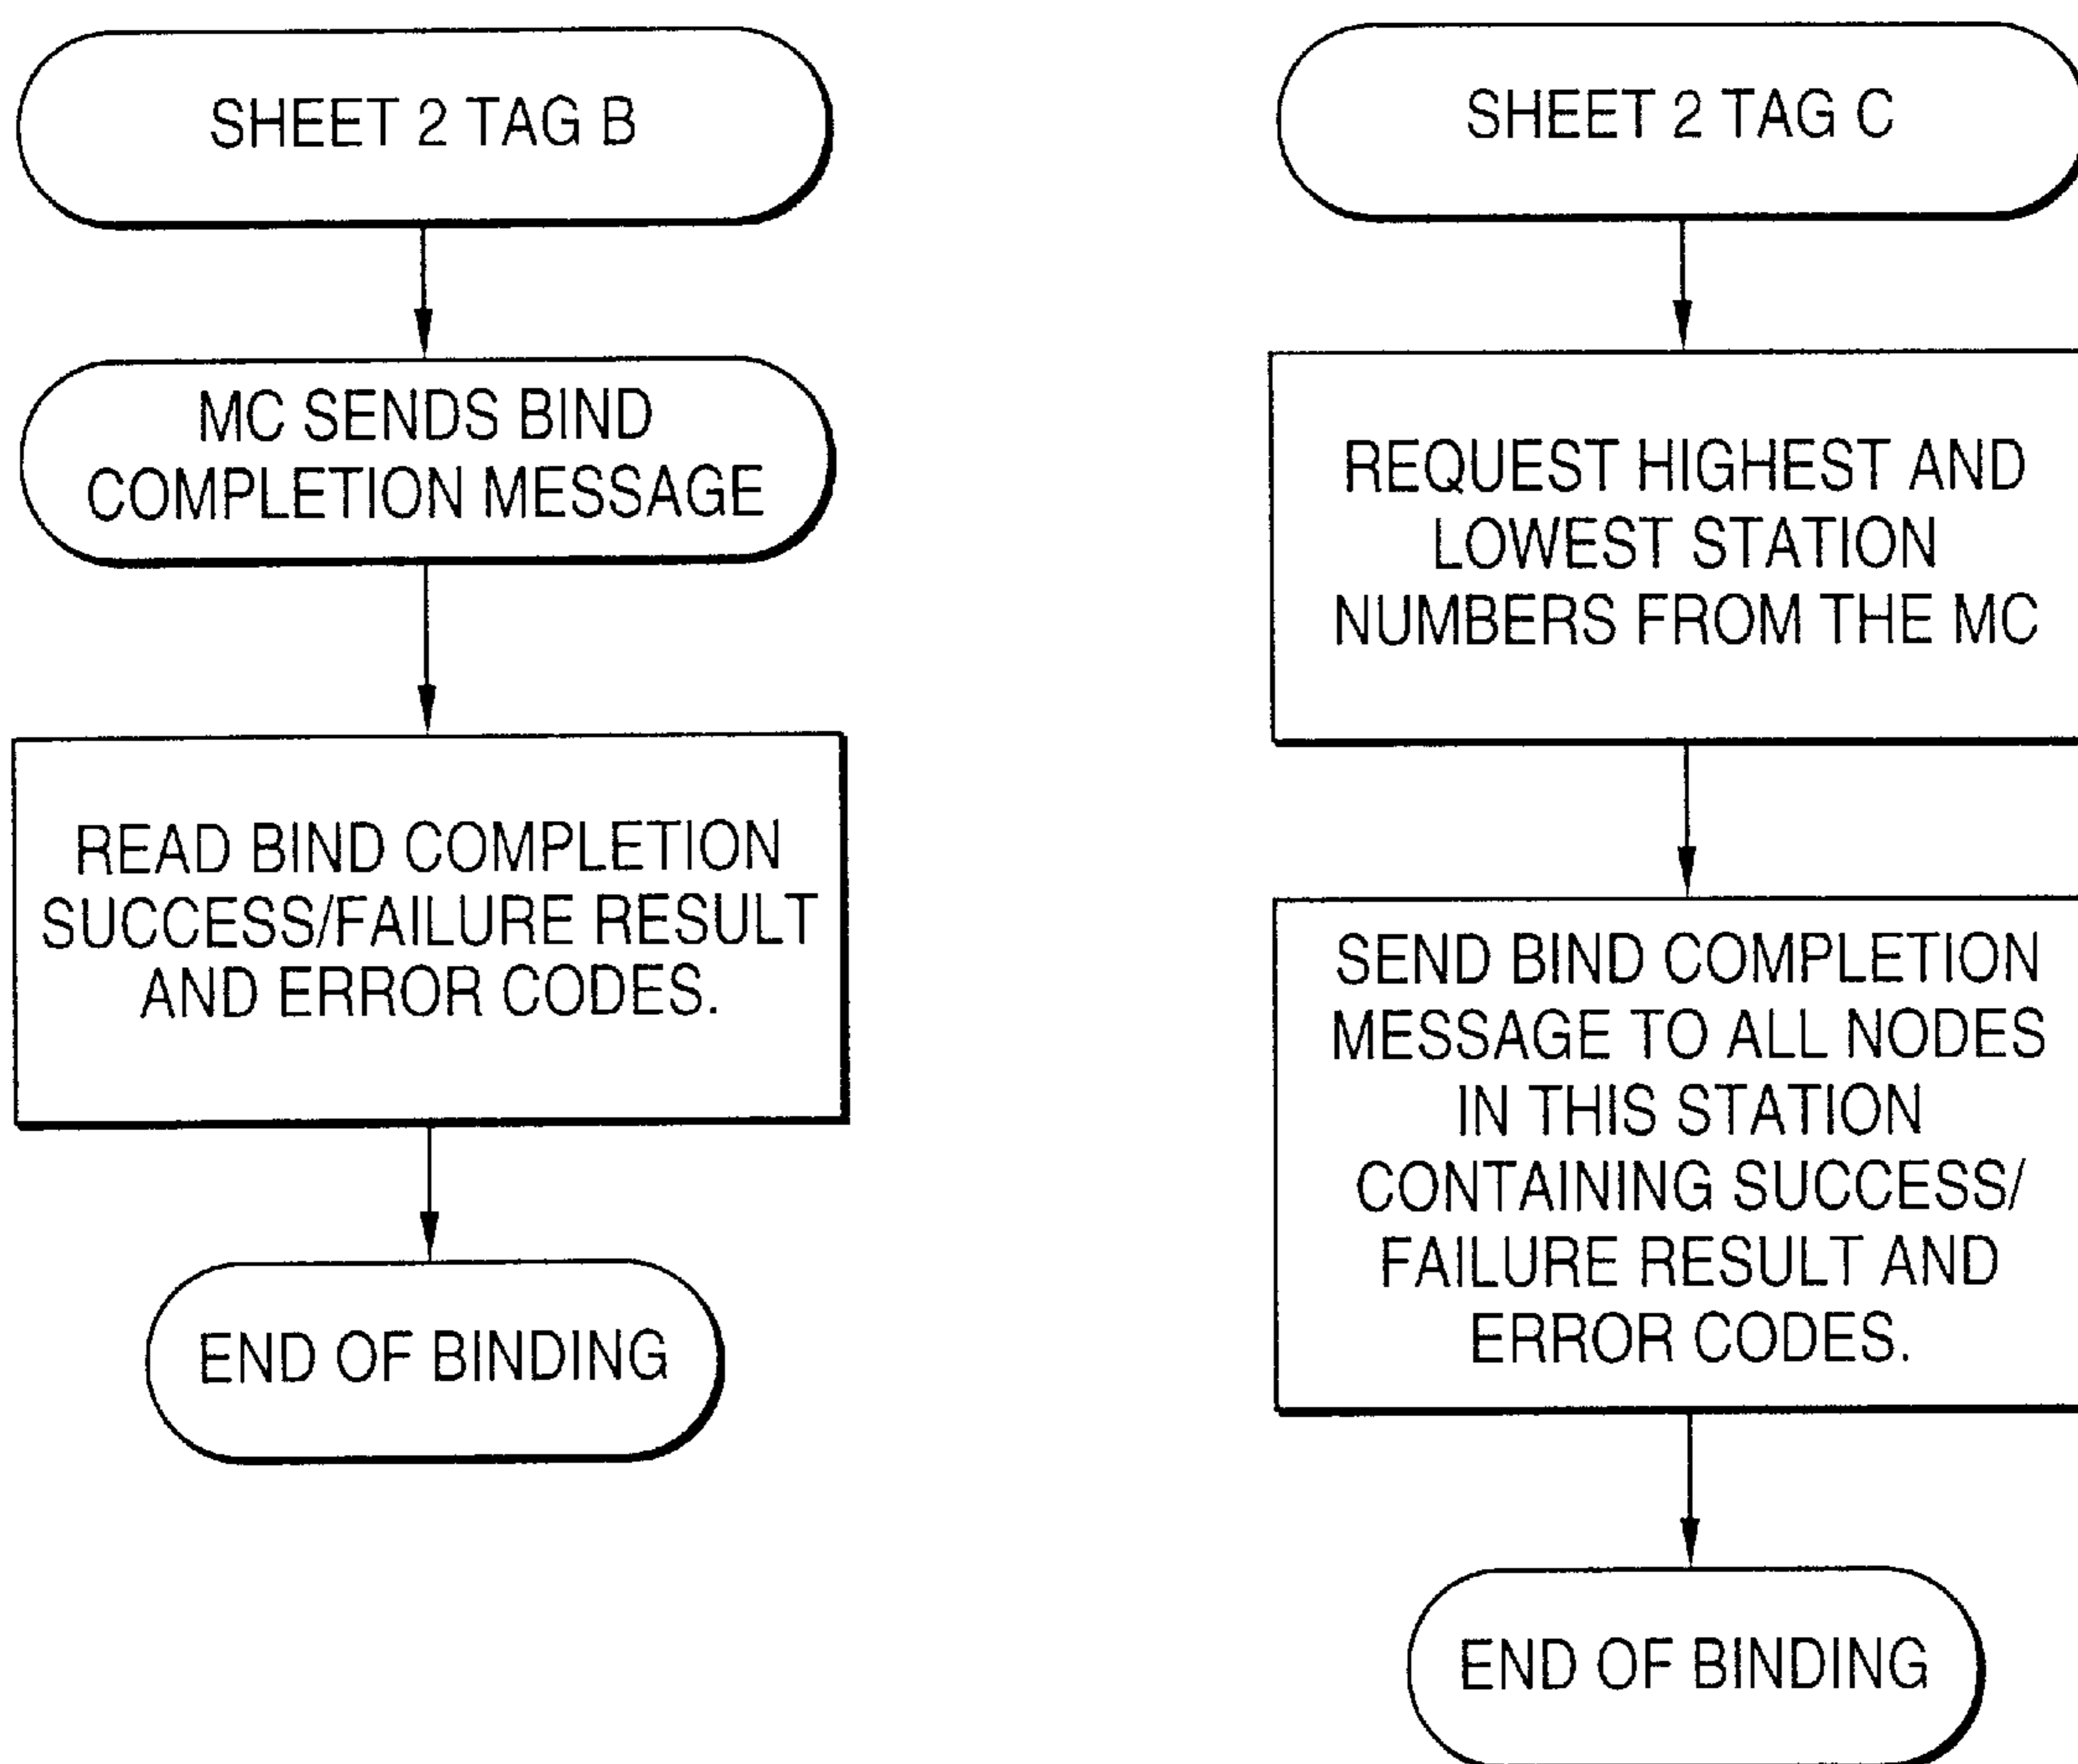 SHEET 2 TAG B
MC SENDS BIND
COMPLETION MESSAGE
READ BIND COMPLETION
SUCCESS/FAILURE RESULT
AND ERROR CODES.
END OF BINDING
SHEET 2 TAG C
REQUEST HIGHEST AND
LOWEST STATION
NUMBERS FROM THE MC
SEND BIND COMPLETION
MESSAGE TO ALL NODES
IN THIS STATION
CONTAINING SUCCESS/
FAILURE RESULT AND
ERROR CODES.
END OF BINDING